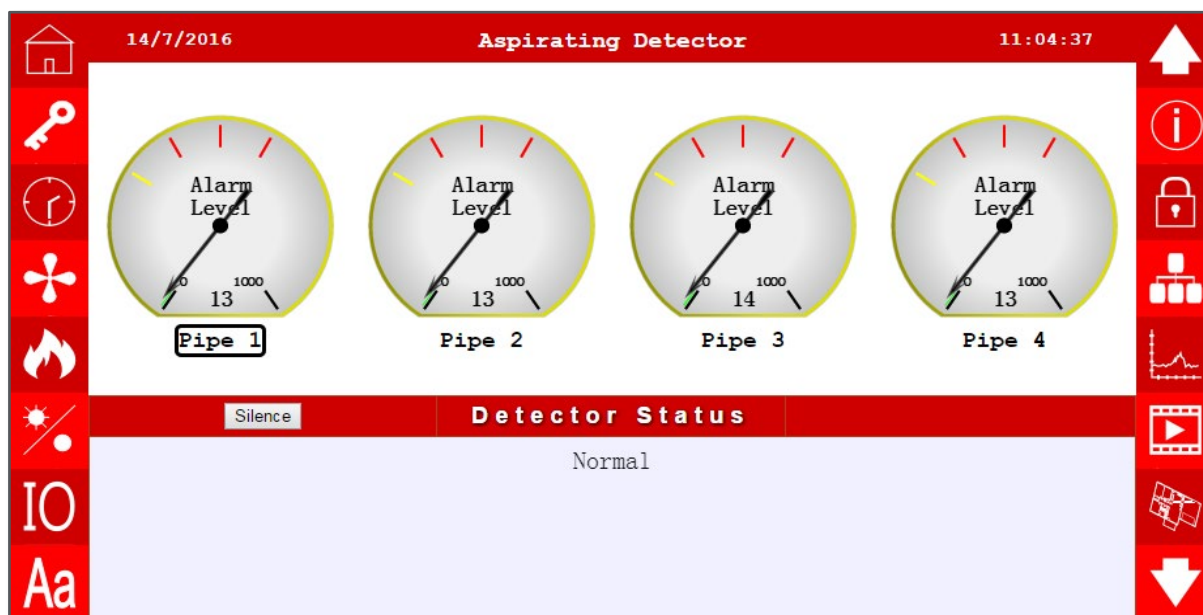 14/7/2016 Aspirating Detector 11:04:37
Alarm Alarm Alarm Alarm
Level Level Level Level
0 1000 0 1000 0 1000 0 1000
13 13 14 13
Pipe 1 Pipe 2 Pipe 3 Pipe 4
Silence Detector Status
Normal
IO
Aa
i